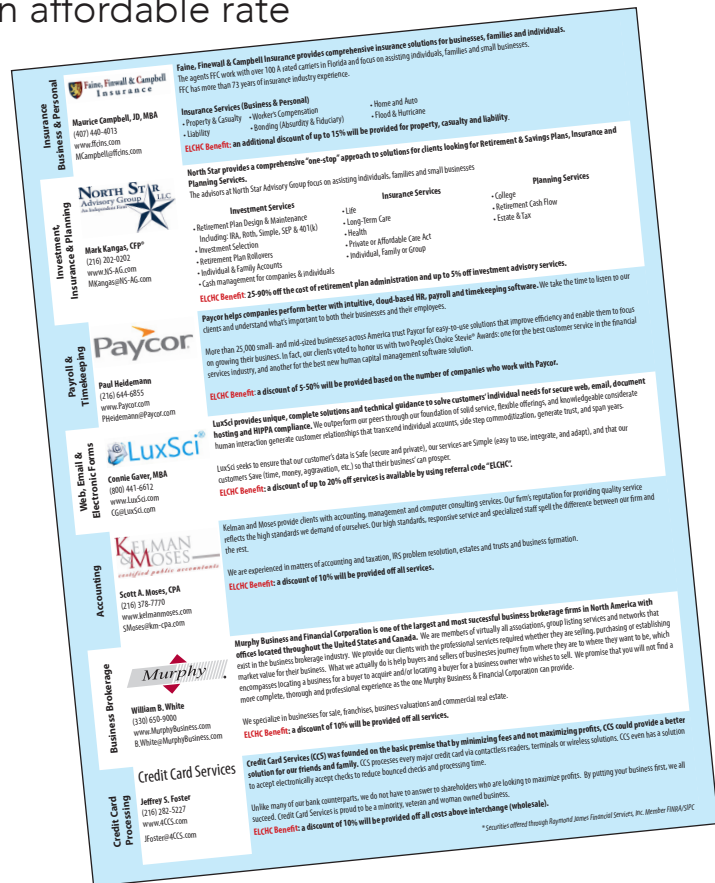 n affordable rate
Insurance
Business & Personal
Faine, Finwall & Campbell
Insurance
Maurice Campbell, JD, MBA
(407) 440-4013
www.ffcins.com
MCampbell@ffcins.com
Faine, Finewall & Campbell Insurance provides comprehensive insurance solutions for businesses, families and individuals.
The agents FFC work with over 100 A rated carriers in Florida and focus on assisting individuals, families and small businesses.
FFC has more than 73 years of insurance industry experience.
Insurance Services (Business & Personal)
• Property & Casualty • Worker's Compensation • Home and Auto
• Liability • Bonding (Absurdity & Fiduciary) • Flood & Hurricane
ELCHC Benefit: an additional discount of up to 15% will be provided for property, casualty and liability.
Investment,
Insurance & Planning
NORTH STAR
Advisory Group LLC
An Independent Firm
Mark Kangas, CFP®
(216) 202-0202
www.NS-AG.com
MKangas@NS-AG.com
North Star provides a comprehensive "one-stop" approach to solutions for clients looking for Retirement & Savings Plans, Insurance and
Planning Services.
The advisors at North Star Advisory Group focus on assisting individuals, families and small businesses
Investment Services
• Retirement Plan Design & Maintenance
Including: IRA, Roth, Simple, SEP & 401(k)
• Investment Selection
• Retirement Plan Rollovers
• Individual & Family Accounts
• Cash management for companies & individuals
Insurance Services
• Life
• Long-Term Care
• Health
• Private or Affordable Care Act
• Individual, Family or Group
Planning Services
• College
• Retirement Cash Flow
• Estate & Tax
ELCHC Benefit: 25-90% off the cost of retirement plan administration and up to 5% off investment advisory services.
Payroll &
Timekeeping
Paycor
Paul Heidemann
(216) 644-6855
www.Paycor.com
PHeidemann@Paycor.com
Paycor helps companies perform better with intuitive, cloud-based HR, payroll and timekeeping software. We take the time to listen to our
clients and understand what's important to both their businesses and their employees.
More than 25,000 small- and mid-sized businesses across America trust Paycor for easy-to-use solutions that improve efficiency and enable them to focus
on growing their business. In fact, our clients voted to honor us with two People's Choice Stevie® Awards: one for the best customer service in the financial
services industry, and another for the best new human capital management software solution.
ELCHC Benefit: a discount of 5-50% will be provided based on the number of companies who work with Paycor.
Web, Email &
Electronic Forms
LuxSci®
Connie Gaver, MBA
(800) 441-6612
www.LuxSci.com
CG@LuxSci.com
LuxSci provides unique, complete solutions and technical guidance to solve customers' individual needs for secure web, email, document
hosting and HIPPA compliance. We outperform our peers through our foundation of solid service, flexible offerings, and knowledgeable considerate
human interaction generate customer relationships that transcend individual accounts, side step commoditization, generate trust, and span years.
LuxSci seeks to ensure that our customer's data is Safe (secure and private), our services are Simple (easy to use, integrate, and adapt), and that our
customers Save (time, money, aggravation, etc.) so that their business' can prosper.
ELCHC Benefit: a discount of up to 20% off services is available by using referral code "ELCHC".
Accounting
KELMAN
& MOSES
certified public accountants
Scott A. Moses, CPA
(216) 378-7770
www.kelmanmoses.com
SMoses@km-cpa.com
Kelman and Moses provide clients with accounting, management and computer consulting services. Our firm's reputation for providing quality service
reflects the high standards we demand of ourselves. Our high standards, responsive service and specialized staff spell the difference between our firm and
the rest.
We are experienced in matters of accounting and taxation, IRS problem resolution, estates and trusts and business formation.
ELCHC Benefit: a discount of 10% will be provided off all services.
Business Brokerage
Murphy
William B. White
(330) 659-9000
www.MurphyBusiness.com
B.White@MurphyBusiness.com
Murphy Business and Financial Corporation is one of the largest and most successful business brokerage firms in North America with
offices located throughout the United States and Canada. We are members of virtually all associations, group listing services and networks that
exist in the business brokerage industry. We provide our clients with the professional services required whether they are selling, purchasing or establishing
market value for their business. What we actually do is help buyers and sellers of businesses journey from where they are to where they want to be, which
encompasses locating a business for a buyer to acquire and/or locating a buyer for a business owner who wishes to sell. We promise that you will not find a
more complete, thorough and professional experience as the one Murphy Business & Financial Corporation can provide.
We specialize in businesses for sale, franchises, business valuations and commercial real estate.
ELCHC Benefit: a discount of 10% will be provided off all services.
Credit Card
Processing
Credit Card Services
Jeffrey S. Foster
(216) 282-5227
www.4CCS.com
JFoster@4CCS.com
Credit Card Services (CCS) was founded on the basic premise that by minimizing fees and not maximizing profits, CCS could provide a better
solution for our friends and family. CCS processes every major credit card via contactless readers, terminals or wireless solutions, CCS even has a solution
to accept electronically accept checks to reduce bounced checks and processing time.
Unlike many of our bank counterparts, we do not have to answer to shareholders who are looking to maximize profits. By putting your business first, we all
succeed. Credit Card Services is proud to be a minority, veteran and woman owned business.
ELCHC Benefit: a discount of 10% will be provided off all costs above interchange (wholesale).
*Securities offered through Raymond James Financial Services, Inc. Member FINRA/SIPC